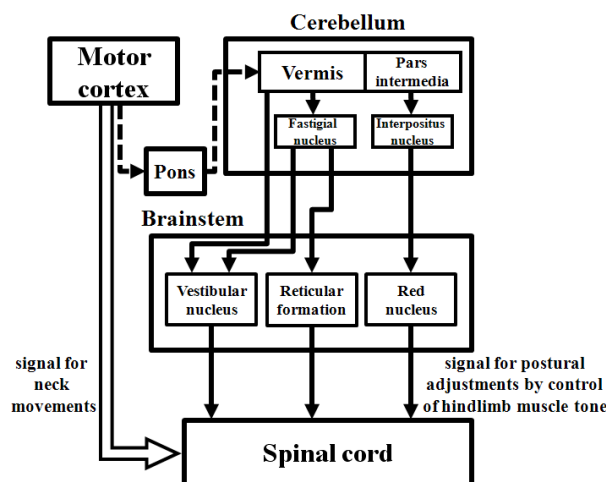 Cerebellum
Motor
cortex
Vermis
Pars
intermedia
Fastigial
nucleus
Interpositus
nucleus
Pons
Brainstem
Vestibular
nucleus
Reticular
formation
Red
nucleus
signal for
neck
movements
signal for postural
adjustments by control
of hindlimb muscle tone
Spinal cord